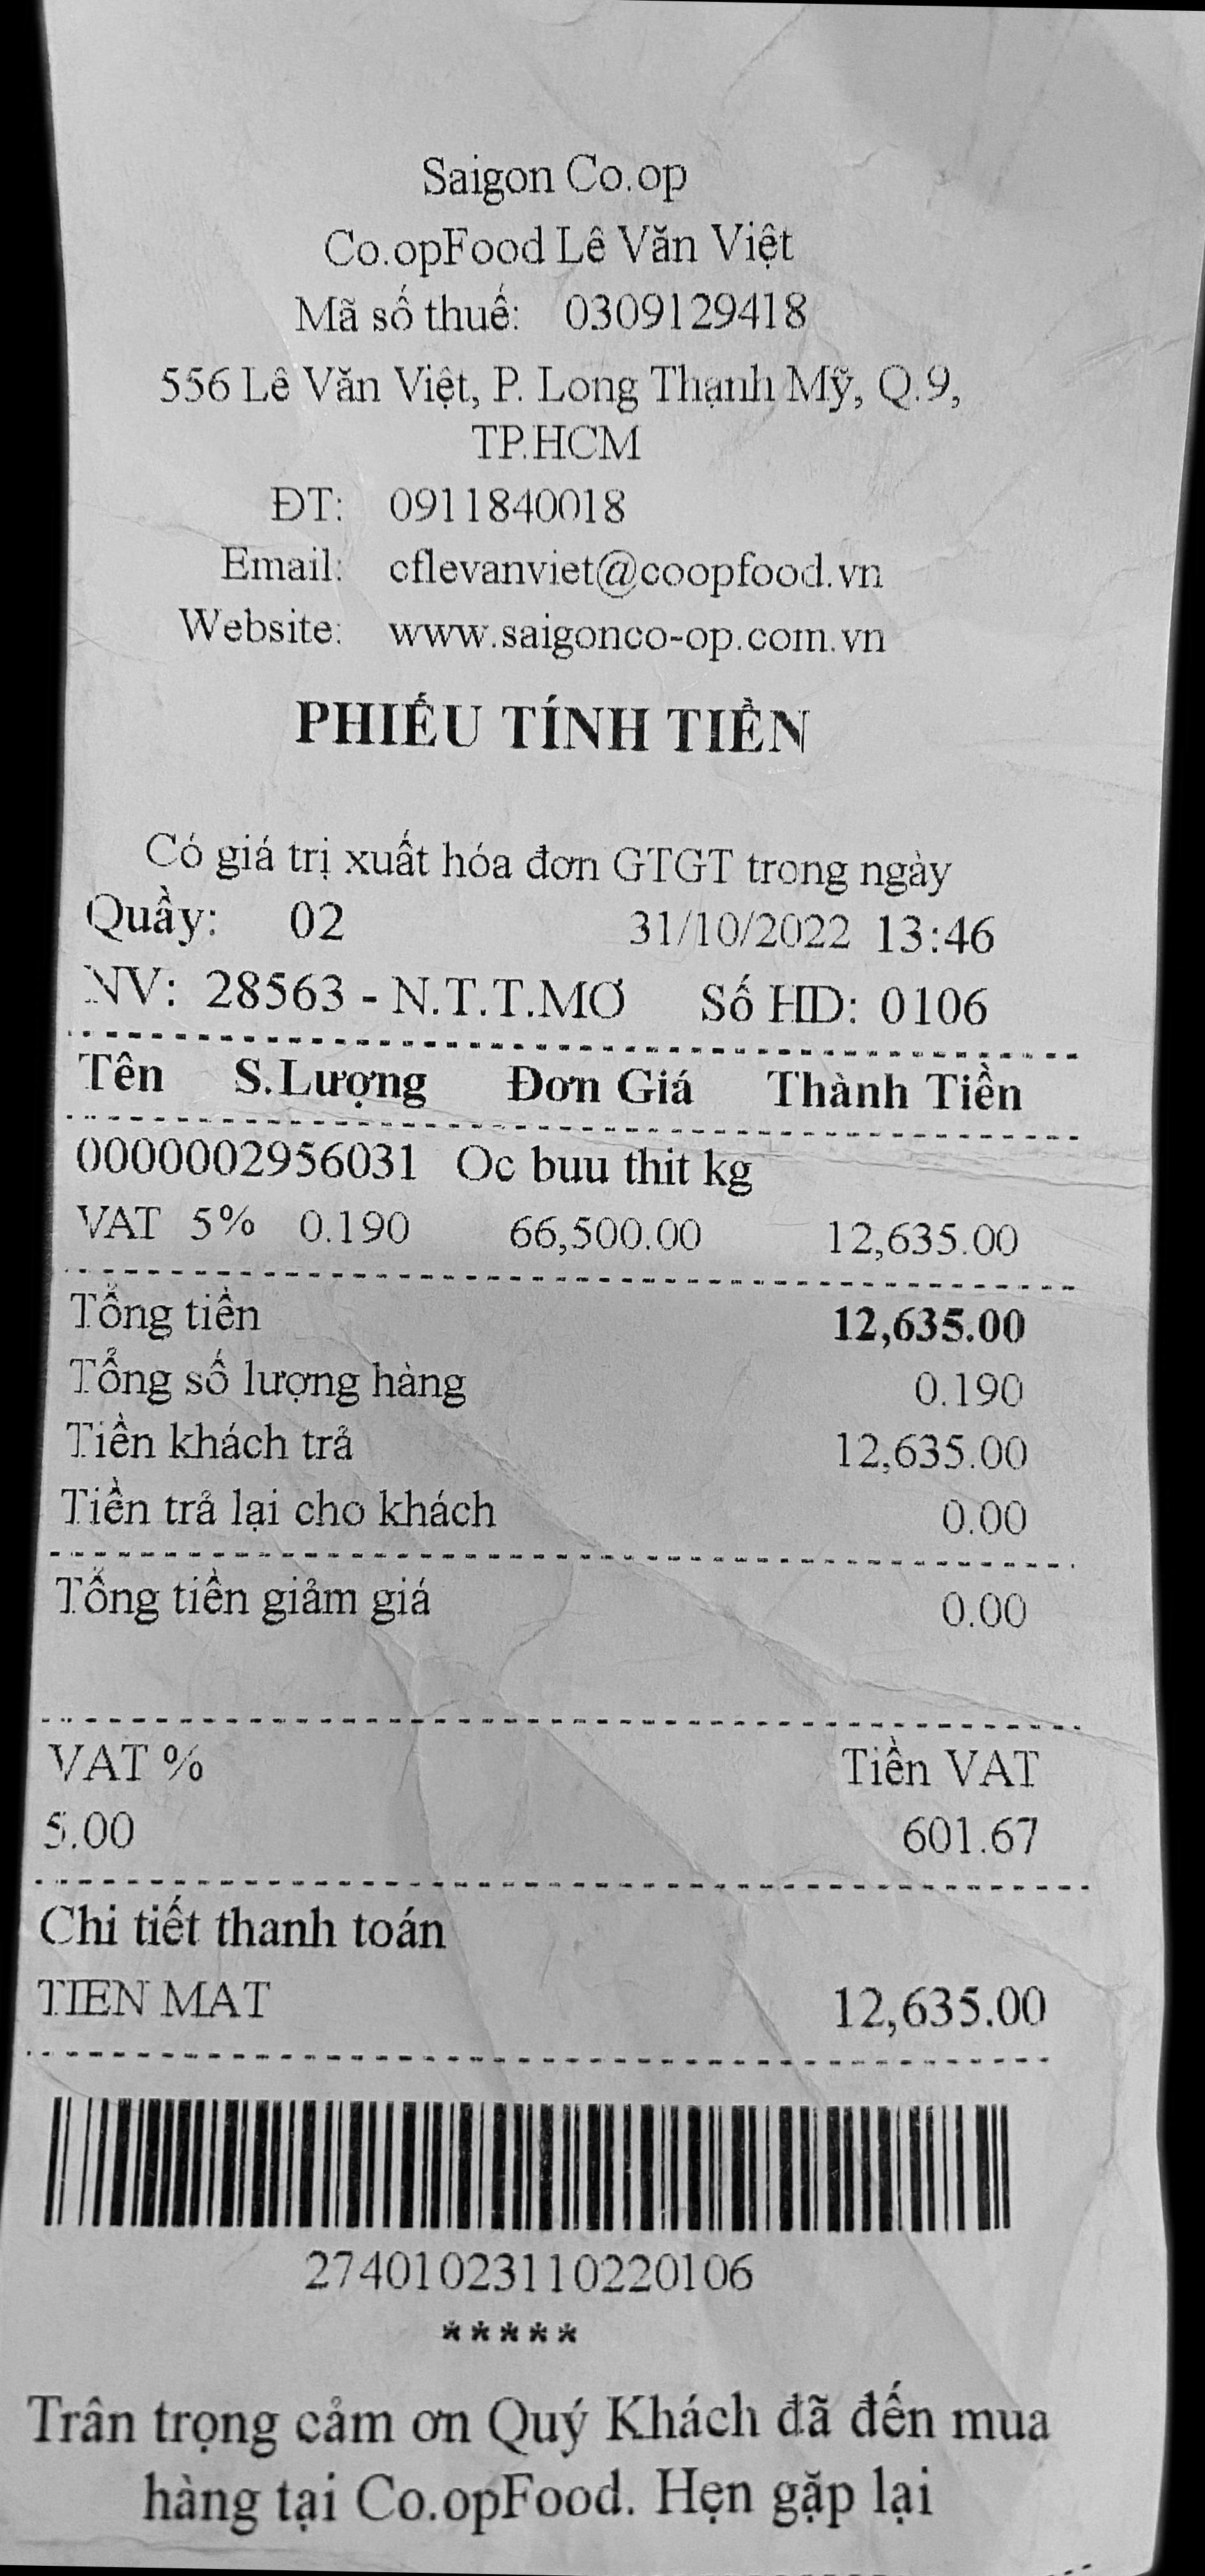 Saigon Co.op
Co.opFood Lê Văn Việt
Mã số thuế: 0309129418
556 Lê Văn Việt, P. Long Thạnh Mỹ, Q.9,
TP.HCM
ĐT: 0911840018
Email: cflevanviet@coopfood.vn
Website: www.saigonco-op.com.vn
PHIẾU TÍNH TIỀN
Có giá trị xuất hóa đơn GTGT trong ngày
Quầy: 02 31/10/2022 13:46
NV: 28563 - N.T.T.MƠ Số HD: 0106
Tên S.Lượng Đơn Giá Thành Tiền
0000002956031 Oc buu thit kg
VAT 5% 0.190 66,500.00 12,635.00
Tổng tiền 12,635.00
Tổng số lượng hàng 0.190
Tiền khách trả 12,635.00
Tiền trả lại cho khách 0.00
Tổng tiền giảm giá 0.00
VAT % Tiền VAT
5.00 601.67
Chi tiết thanh toán
TIEN MAT 12,635.00
27401023110220106
*****
Trân trọng cảm ơn Quý Khách đã đến mua
hàng tại Co.opFood. Hẹn gặp lại